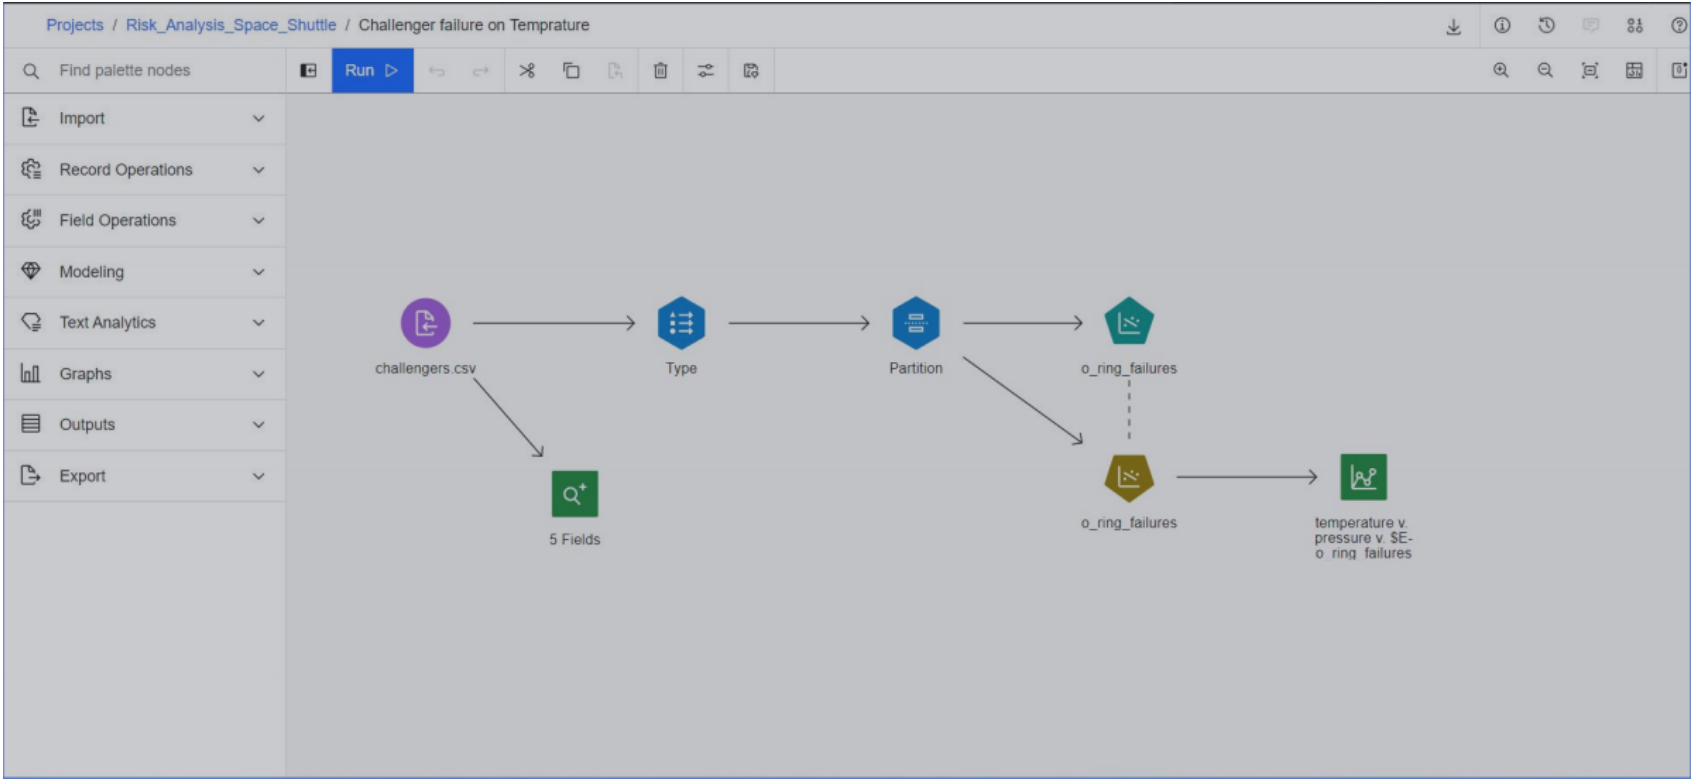 Projects / Risk_Analysis_Space_Shuttle / Challenger failure on Temprature
Find palette nodes
Run
Import
Record Operations
Field Operations
Modeling
Text Analytics
Graphs
Outputs
Export
challengers.csv
Type
Partition
o_ring_failures
5 Fields
o_ring_failures
temperature v.
pressure v. $E-
o_ring_failures